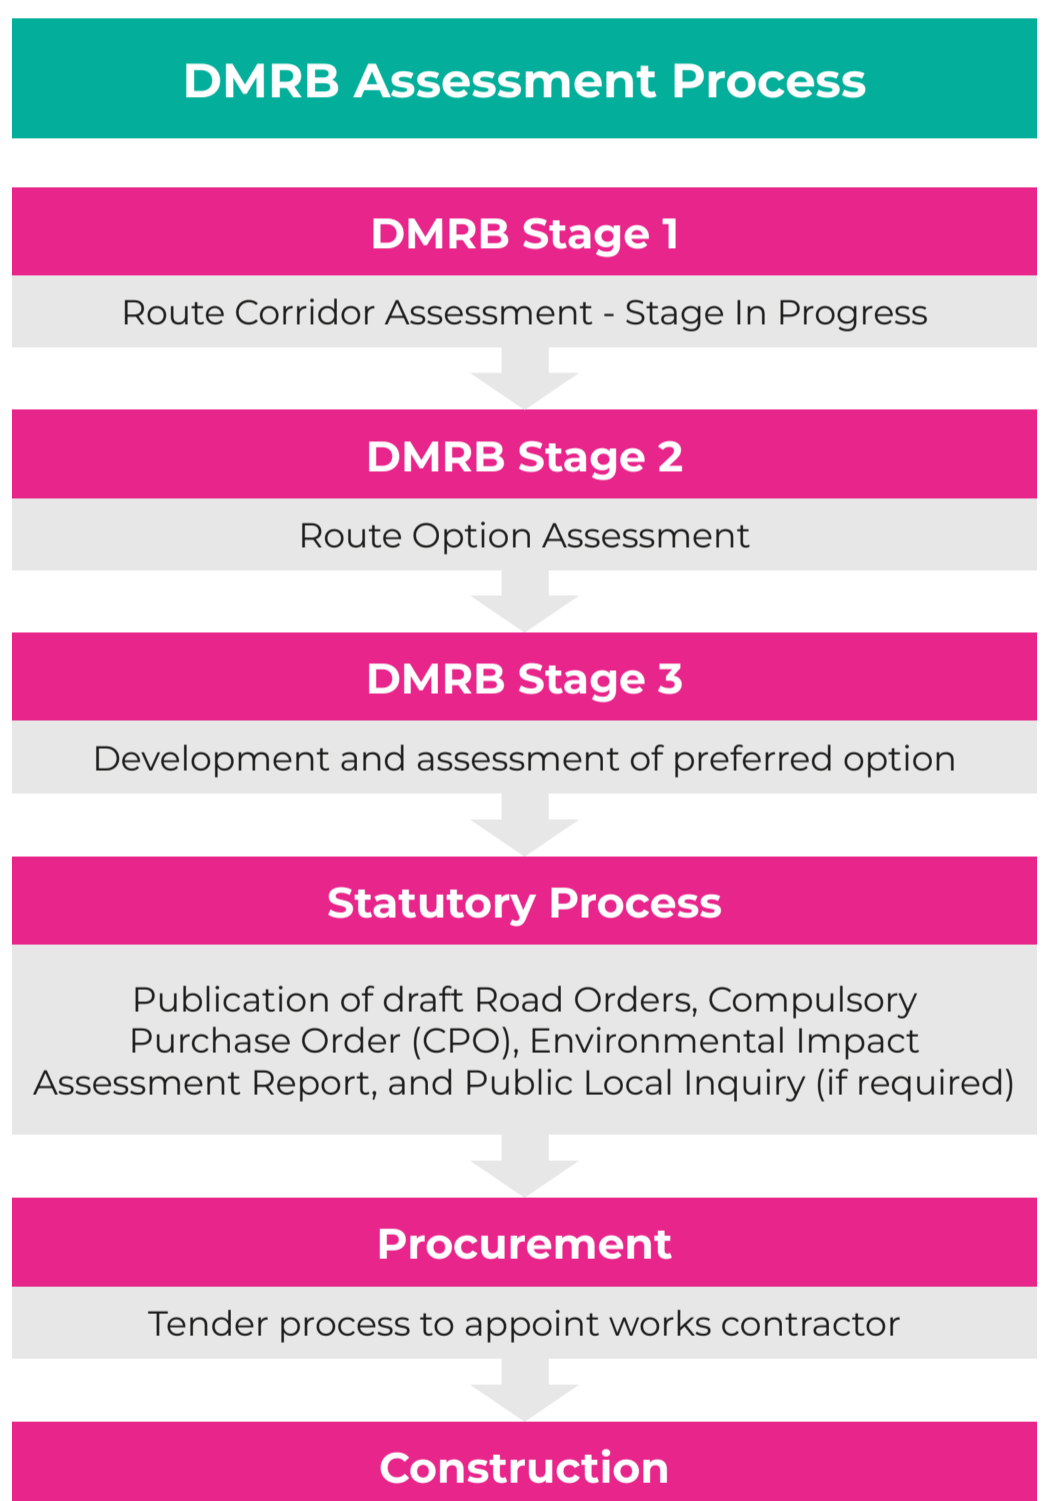 DMRB Assessment Process
DMRB Stage 1
Route Corridor Assessment - Stage In Progress
DMRB Stage 2
Route Option Assessment
DMRB Stage 3
Development and assessment of preferred option
Statutory Process
Publication of draft Road Orders, Compulsory
Purchase Order (CPO), Environmental Impact
Assessment Report, and Public Local Inquiry (if required)
Procurement
Tender process to appoint works contractor
Construction